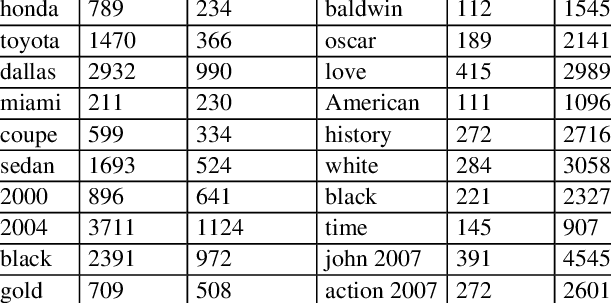 honda 789 234 baldwin 112 1545
toyota 1470 366 oscar 189 2141
dallas 2932 990 love 415 2989
miami 211 230 American 111 1096
coupe 599 334 history 272 2716
sedan 1693 524 white 284 3058
2000 896 641 black 221 2327
2004 3711 1124 time 145 907
black 2391 972 john 2007 391 4545
gold 709 508 action 2007 272 2601